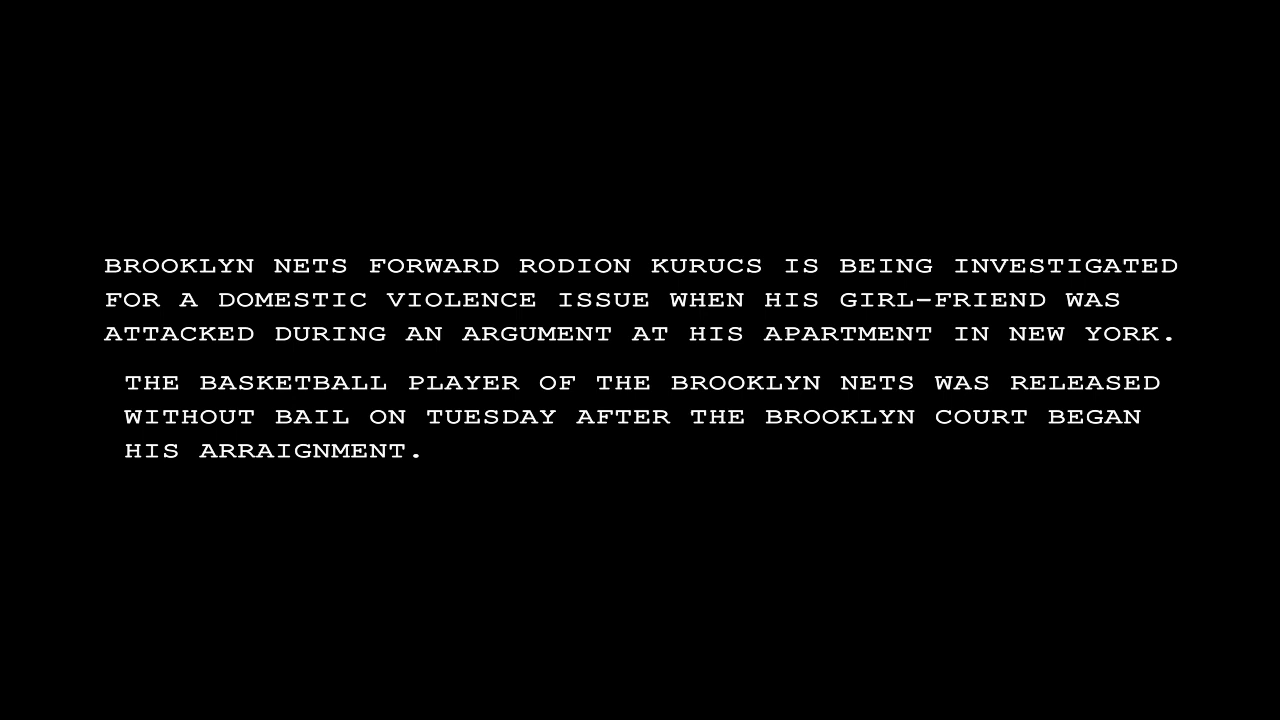 BROOKLYN NETS FORWARD RODION KURUCS IS BEING INVESTIGATED
FOR A DOMESTIC VIOLENCE ISSUE WHEN HIS GIRL-FRIEND WAS
ATTACKED DURING AN ARGUMENT AT HIS APARTMENT IN NEW YORK.
THE BASKETBALL PLAYER OF THE BROOKLYN NETS WAS RELEASED
WITHOUT BAIL ON TUESDAY AFTER THE BROOKLYN COURT BEGAN
HIS ARRAIGNMENT.